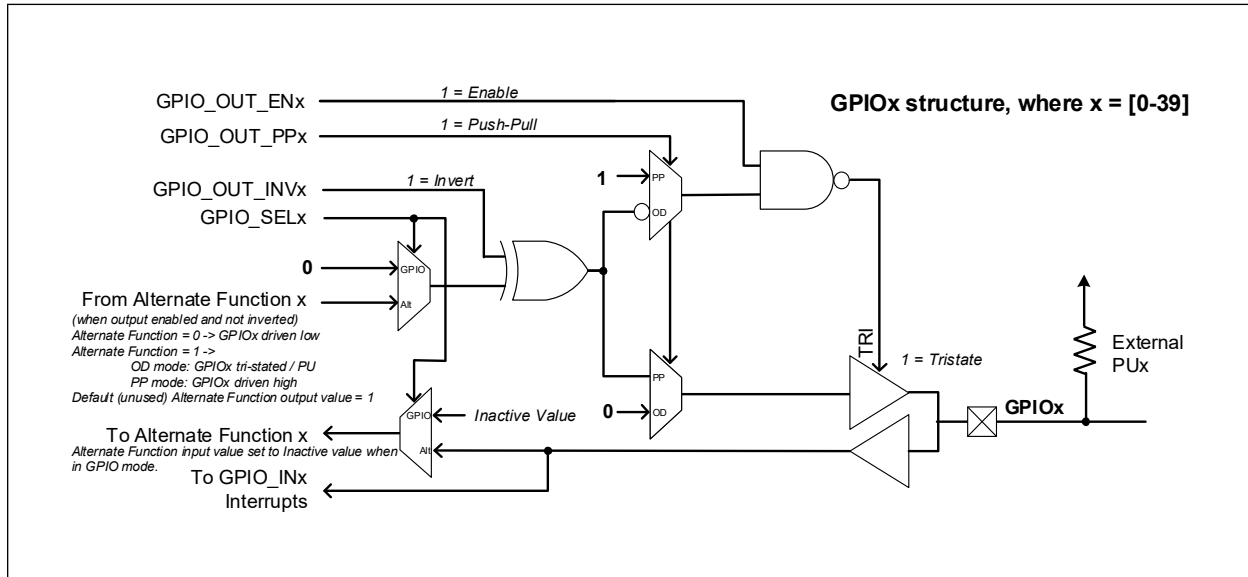 GPIOx structure, where x = [0-39]
GPIO_OUT_ENx
1 = Enable
GPIO_OUT_PPx
1 = Push-Pull
GPIO_OUT_INVx
1 = Invert
GPIO_SELx
1
PP
OD
0
GPIO
From Alternate Function x
Alt
(when output enabled and not inverted)
Alternate Function = 0 -> GPIOx driven low
Alternate Function = 1 ->
OD mode: GPIOx tri-stated / PU
PP mode: GPIOx driven high
Default (unused) Alternate Function output value = 1
PP
0
OD
TRI
1 = Tristate
External
PUx
GPIOx
GPIO
Inactive Value
To Alternate Function x
Alt
Alternate Function input value set to Inactive value when
in GPIO mode.
To GPIO_INx
Interrupts